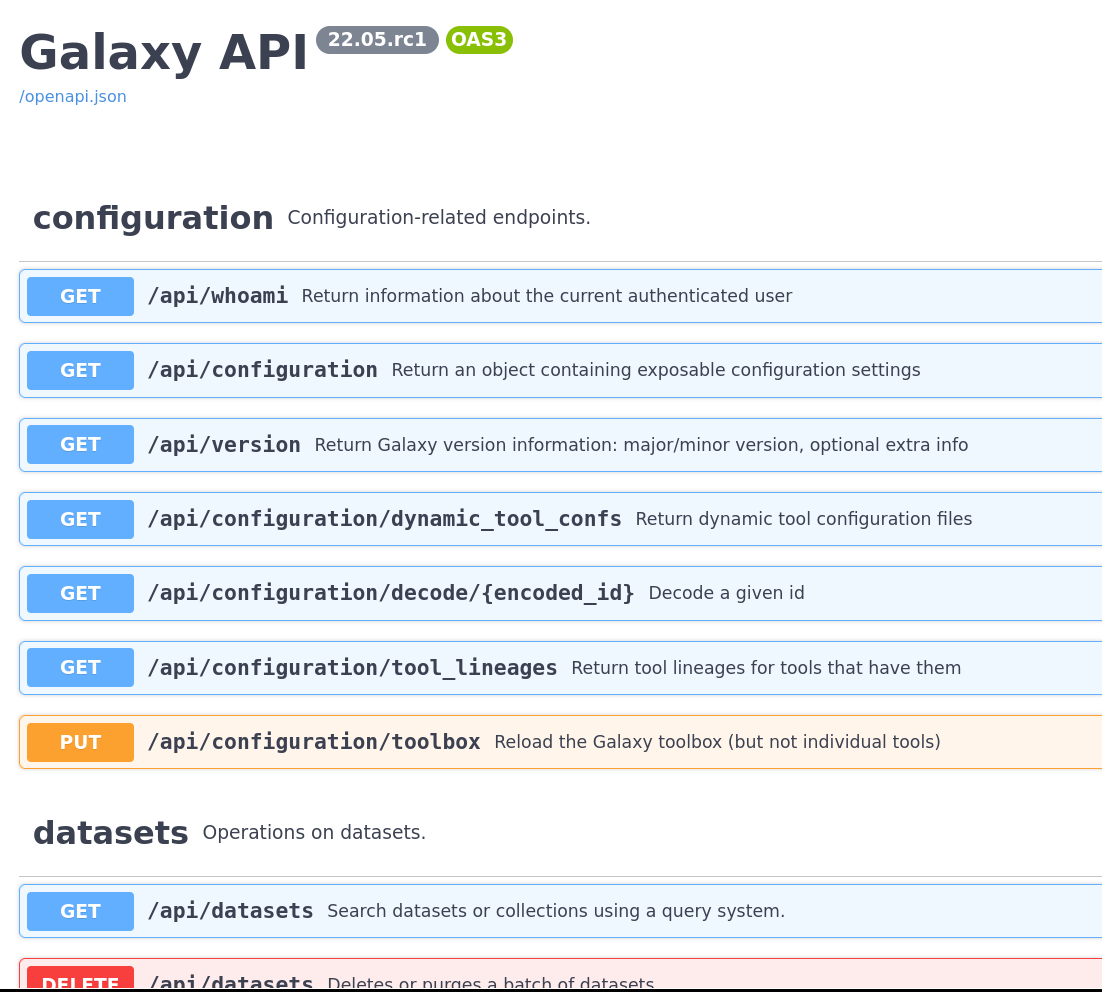 Galaxy API 22.05.rc1 OAS3
/openapi.json
configuration Configuration-related endpoints.
GET /api/whoami Return information about the current authenticated user
GET /api/configuration Return an object containing exposable configuration settings
GET /api/version Return Galaxy version information: major/minor version, optional extra info
GET /api/configuration/dynamic_tool_confs Return dynamic tool configuration files
GET /api/configuration/decode/{encoded_id} Decode a given id
GET /api/configuration/tool_lineages Return tool lineages for tools that have them
PUT /api/configuration/toolbox Reload the Galaxy toolbox (but not individual tools)
datasets Operations on datasets.
GET /api/datasets Search datasets or collections using a query system.
DELETE /api/datasets Deletes or purges a batch of datasets